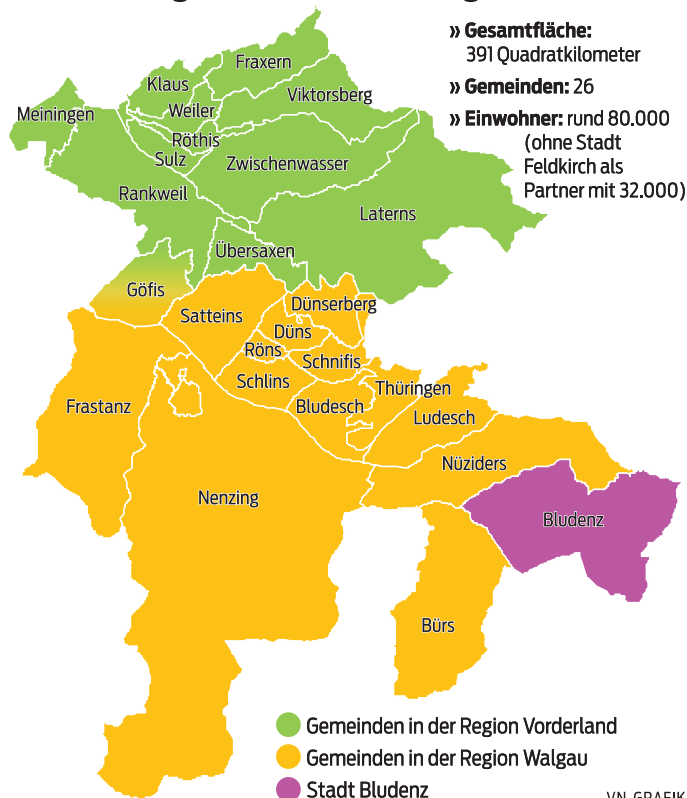 » Gesamtfläche:
391 Quadratkilometer
» Gemeinden: 26
» Einwohner: rund 80.000
(ohne Stadt
Feldkirch als
Partner mit 32.000)
Fraxern
Klaus
Viktorsberg
Weiler
Meiningen
Röthis
Sulz
Zwischenwasser
Rankweil
Laterns
Übersaxen
Göfis
Dünserberg
Satteins
Düns
Röns
Schnifis
Schlins
Thüringen
Frastanz
Bludesch
Ludesch
Nüziders
Nenzing
Bludenz
Bürs
Gemeinden in der Region Vorderland
Gemeinden in der Region Walgau
Stadt Bludenz
VN-GRAFIK